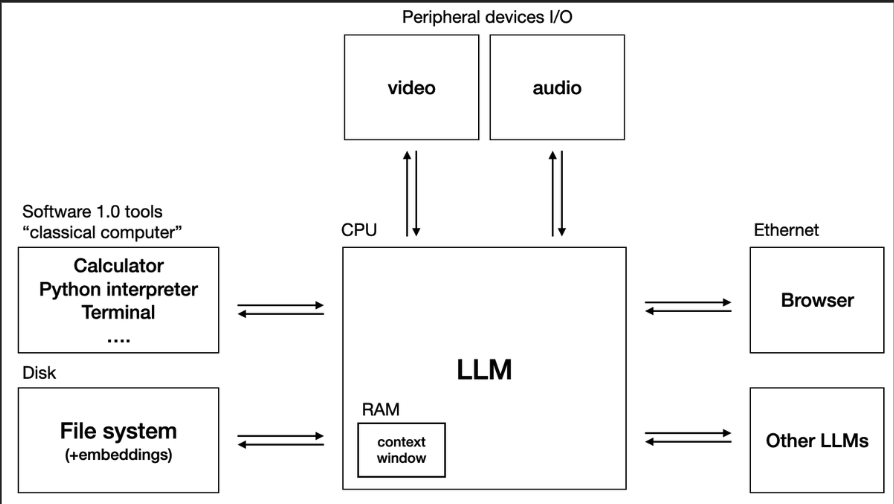 Peripheral devices I/O
video
audio
Software 1.0 tools
“classical computer”
CPU
Ethernet
Calculator
Python interpreter
Terminal
....
Browser
LLM
Disk
RAM
File system
(+embeddings)
context
window
Other LLMs